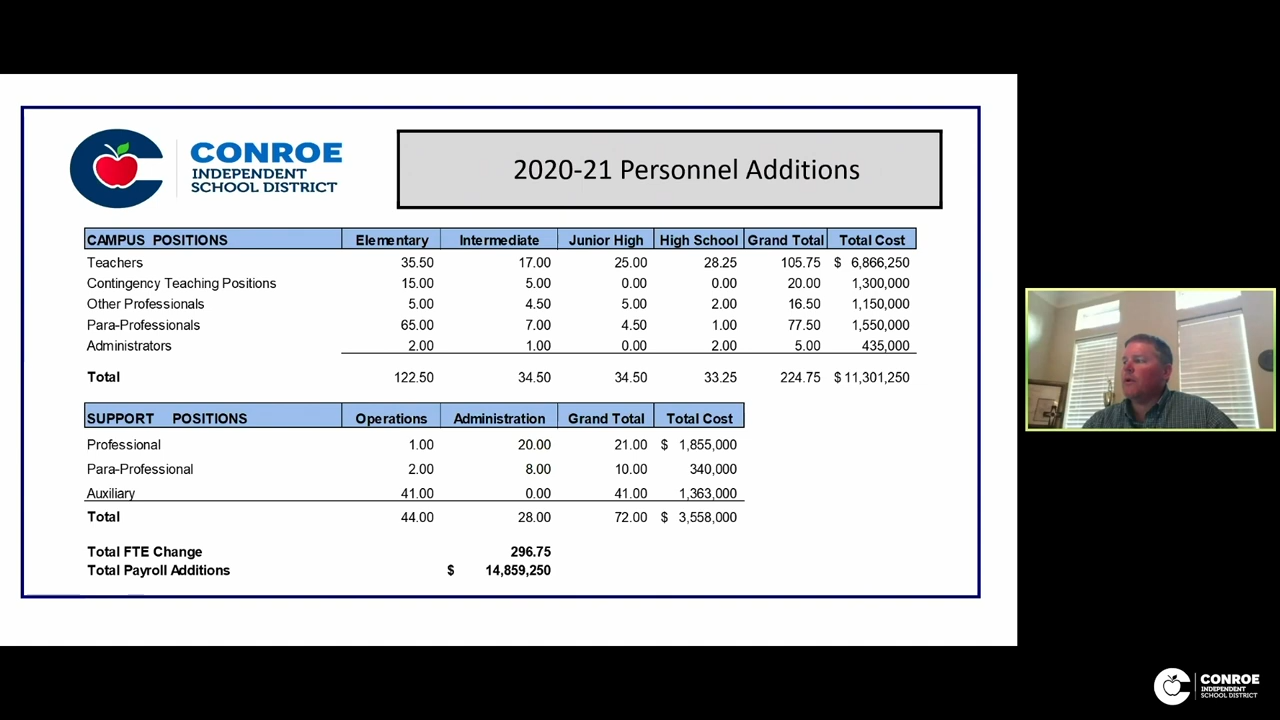 CONROE
INDEPENDENT
SCHOOL DISTRICT
2020-21 Personnel Additions
CAMPUS POSITIONS Elementary Intermediate Junior High High School Grand Total Total Cost
Teachers 35.50 17.00 25.00 28.25 105.75 $ 6,866,250
Contingency Teaching Positions 15.00 5.00 0.00 0.00 20.00 1,300,000
Other Professionals 5.00 4.50 5.00 2.00 16.50 1,150,000
Para-Professionals 65.00 7.00 4.50 1.00 77.50 1,550,000
Administrators 2.00 1.00 0.00 2.00 5.00 435,000
Total 122.50 34.50 34.50 33.25 224.75 $ 11,301,250
SUPPORT POSITIONS Operations Administration Grand Total Total Cost
Professional 1.00 20.00 21.00 $ 1,855,000
Para-Professional 2.00 8.00 10.00 340,000
Auxiliary 41.00 0.00 41.00 1,363,000
Total 44.00 28.00 72.00 $ 3,558,000
Total FTE Change 296.75
Total Payroll Additions $ 14,859,250
CONROE
INDEPENDENT
SCHOOL DISTRICT